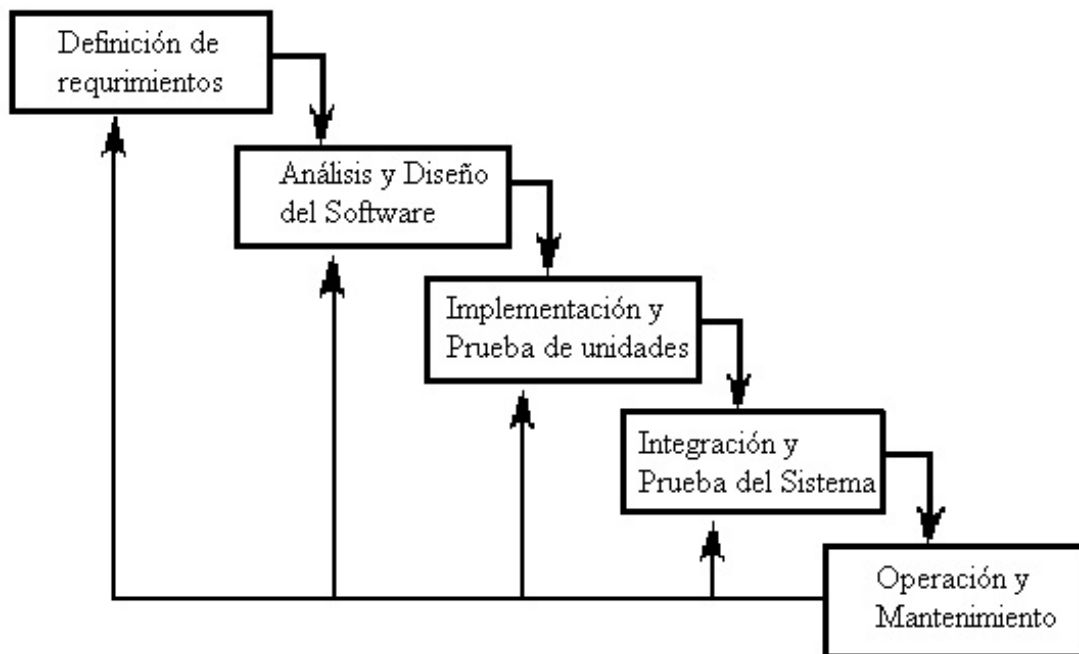 Definición de
requrimientos
Análisis y Diseño
del Software
Implementación y
Prueba de unidades
Integración y
Prueba del Sistema
Operación y
Mantenimiento